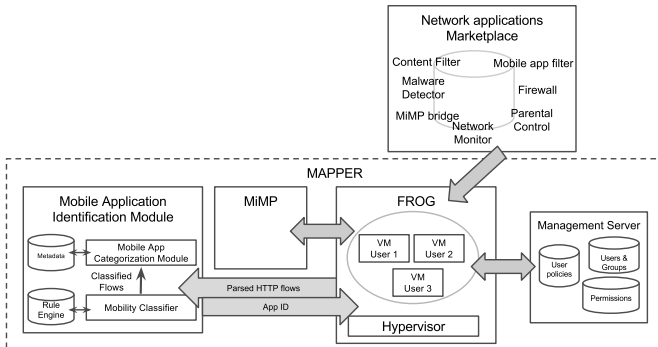 Network applications
Marketplace
Content Filter
Mobile app filter
Malware
Detector
Firewall
MiMP bridge
Parental
Control
Network
Monitor
MAPPER
Mobile Application
Identification Module
Metadata
Mobile App
Categorization Module
Classified
Flows
Rule
Engine
Mobility Classifier
MiMP
Parsed HTTP flows
App ID
FROG
VM
User 1
VM
User 2
VM
User 3
Hypervisor
Management Server
User
policies
Users &
Groups
Permissions